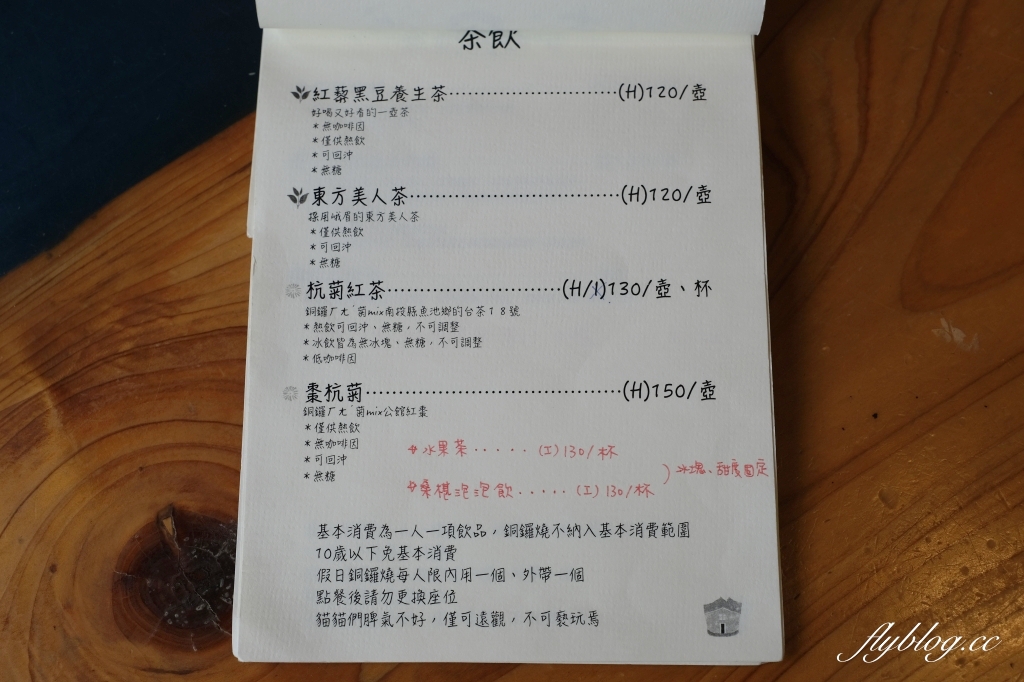 茶飲
紅藜黑豆養生茶 (H)120/壺
好喝又好看的一壺茶
*無咖啡因
*僅供熱飲
*可回沖
*無糖
東方美人茶 (H)120/壺
採用峨眉的東方美人茶
*僅供熱飲
*可回沖
*無糖
杭菊紅茶 (H/I)130/壺、杯
銅鑼ㄏㄤˊ菊mix南投縣魚池鄉的台茶18號
*熱飲可回沖、無糖，不可調整
*冰飲皆為無冰塊、無糖，不可調整
*低咖啡因
棗杭菊 (H)150/壺
銅鑼ㄏㄤˊ菊mix公館紅棗
*僅供熱飲
*無咖啡因
*可回沖
*無糖
水果茶.....(I)130/杯
桑椹泡泡飲.....(I)130/杯
冰塊、甜度固定
基本消費為一人一項飲品，銅鑼燒不納入基本消費範圍
10歲以下免基本消費
假日銅鑼燒每人限內用一個、外帶一個
點餐後請勿更換座位
貓貓們脾氣不好，僅可遠觀，不可褻玩焉
flyblog.cc